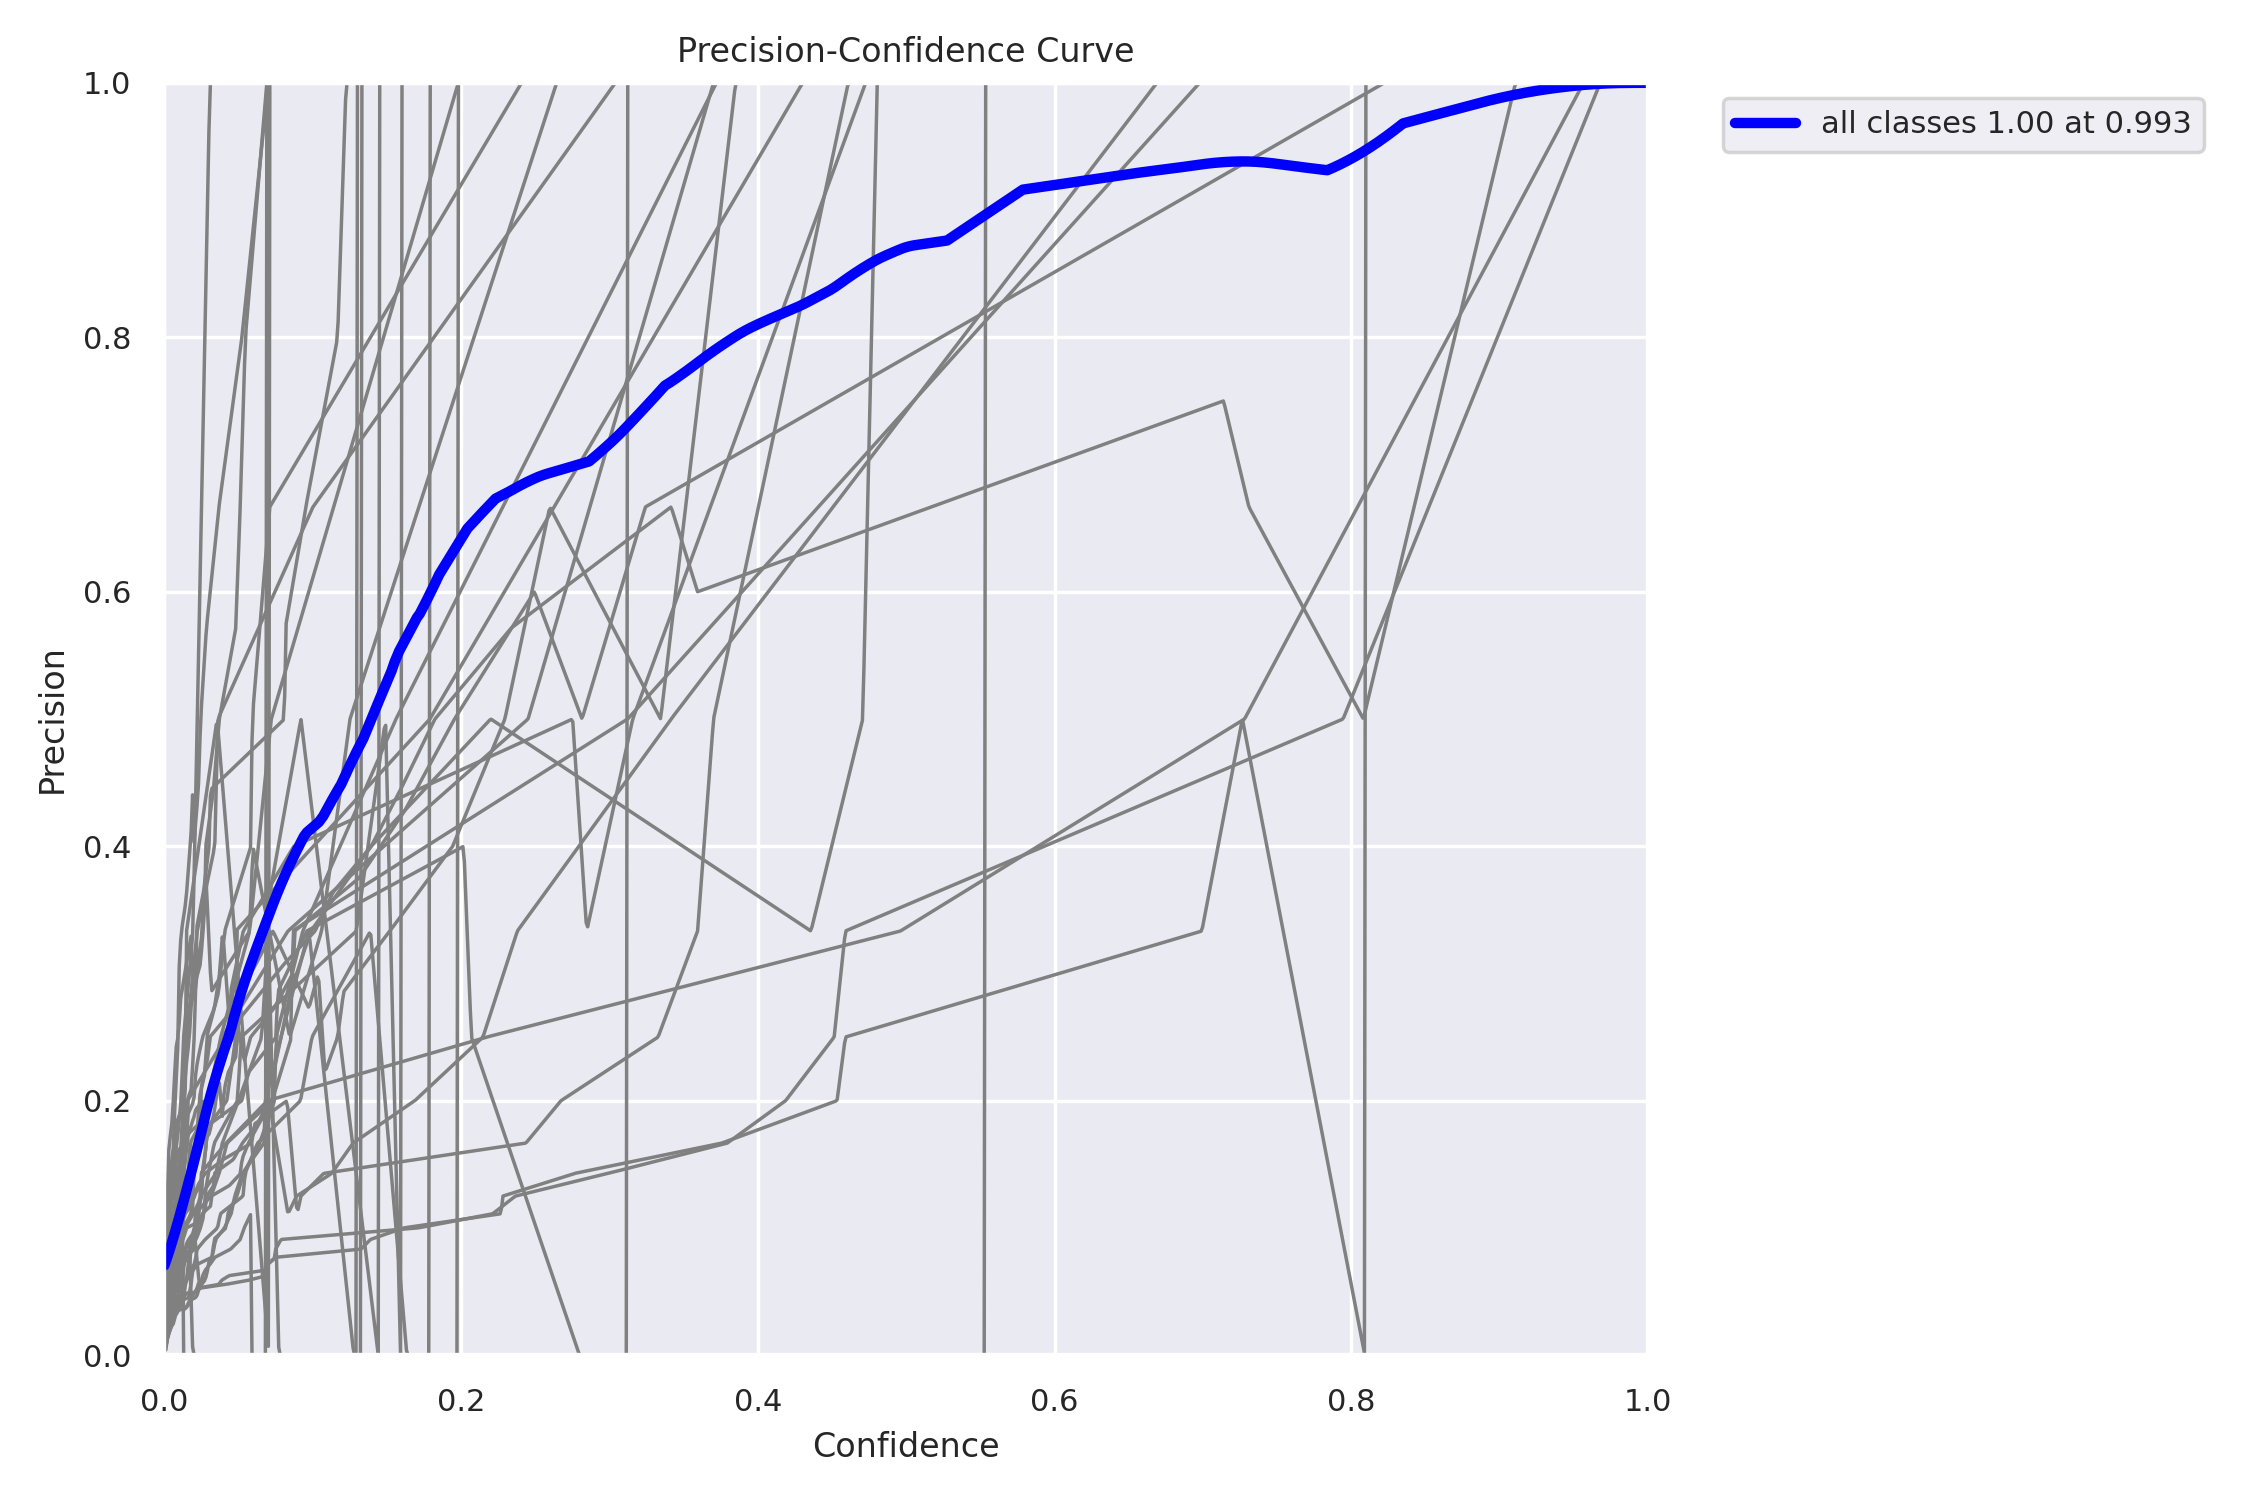 Precision-Confidence Curve
all classes 1.00 at 0.993
Precision
1.0
0.8
0.6
0.4
0.2
0.0
0.0 0.2 0.4 0.6 0.8 1.0
Confidence